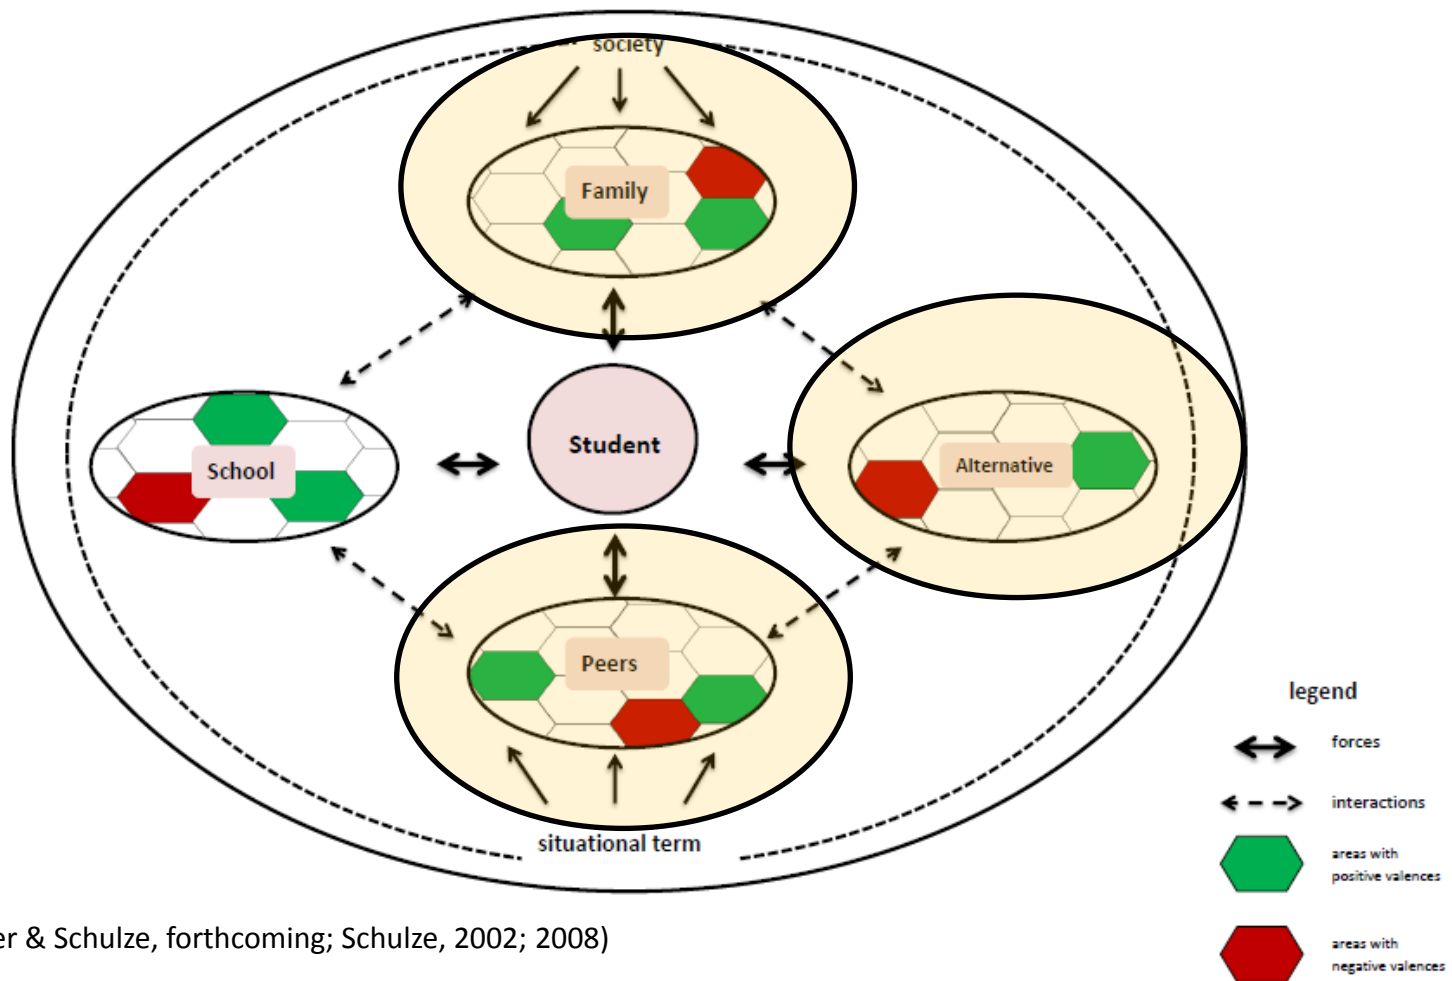 society
Family
Student
School
Alternative
Peers
situational term
legend
forces
interactions
areas with
positive valences
areas with
negative valences
er & Schulze, forthcoming; Schulze, 2002; 2008)